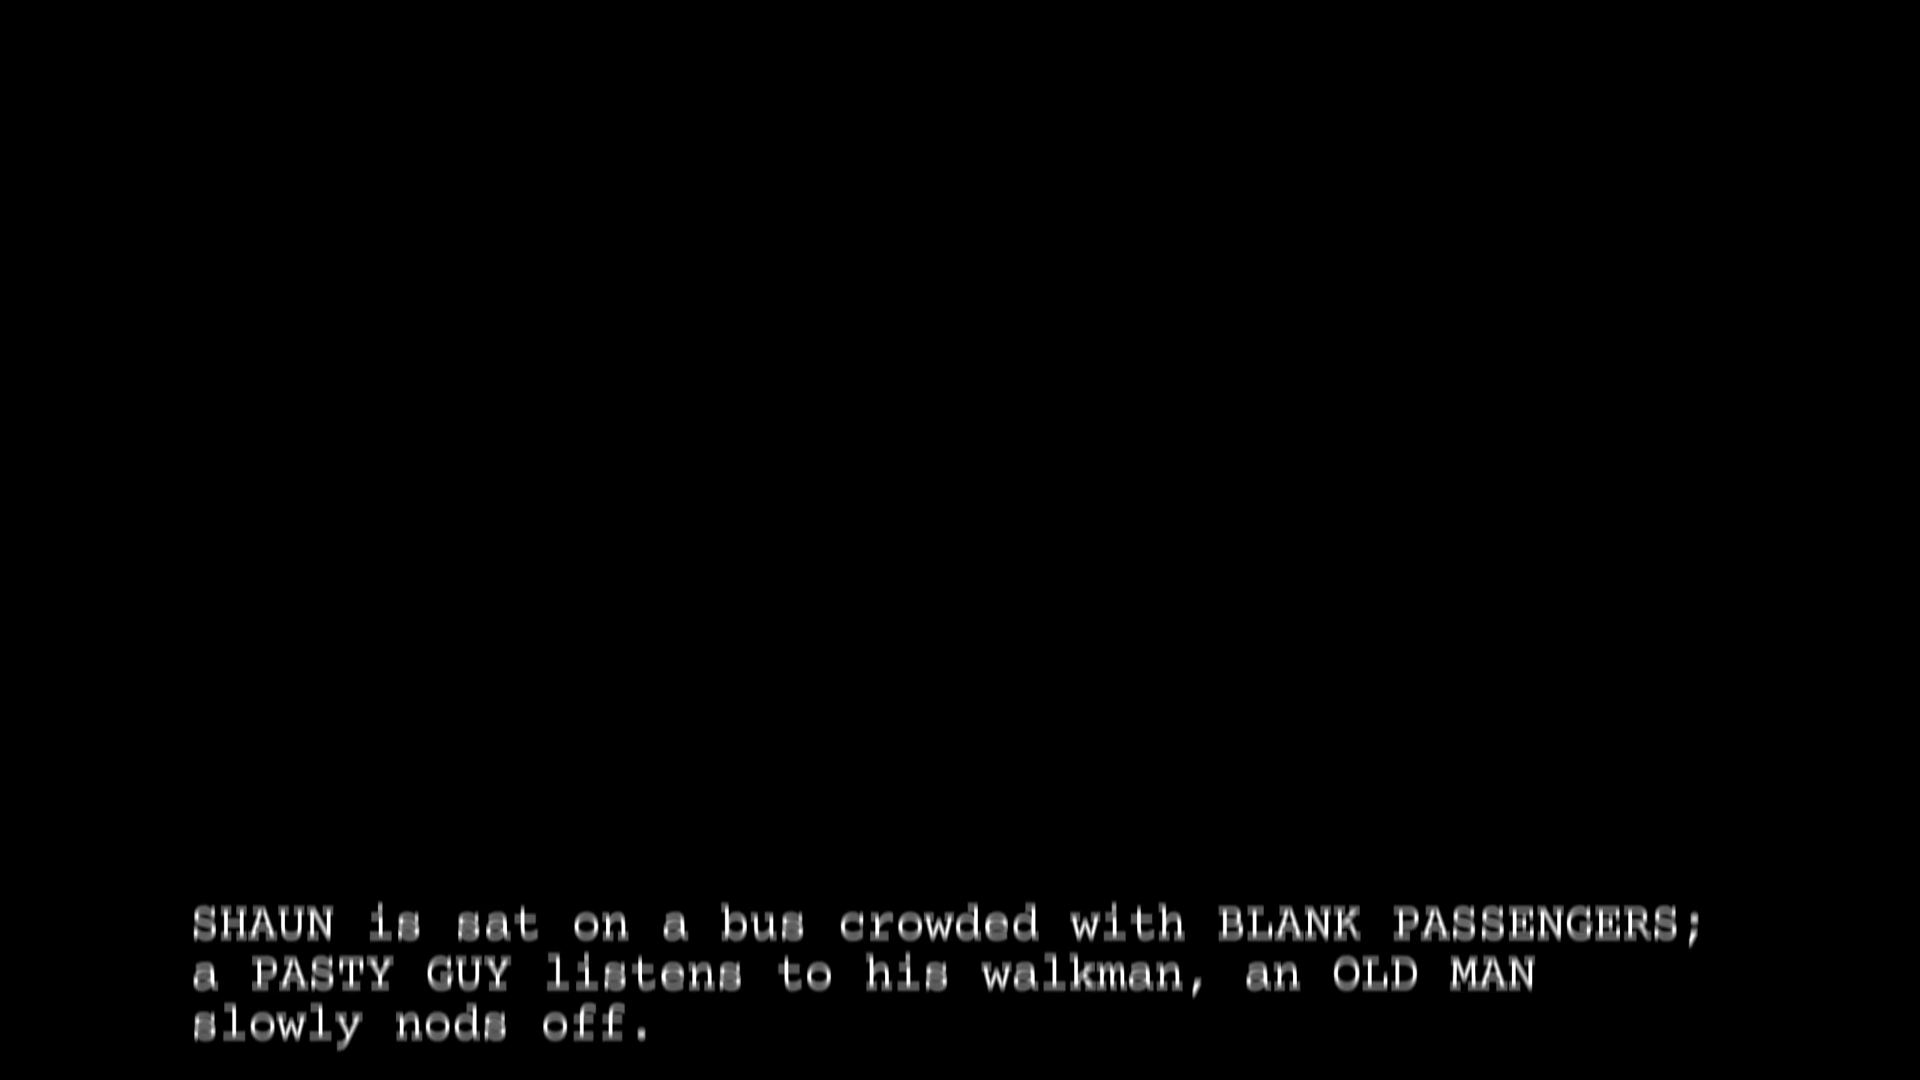 SHAUN is sat on a bus crowded with BLANK PASSENGERS;
a PASTY GUY listens to his walkman, an OLD MAN
slowly nods off.